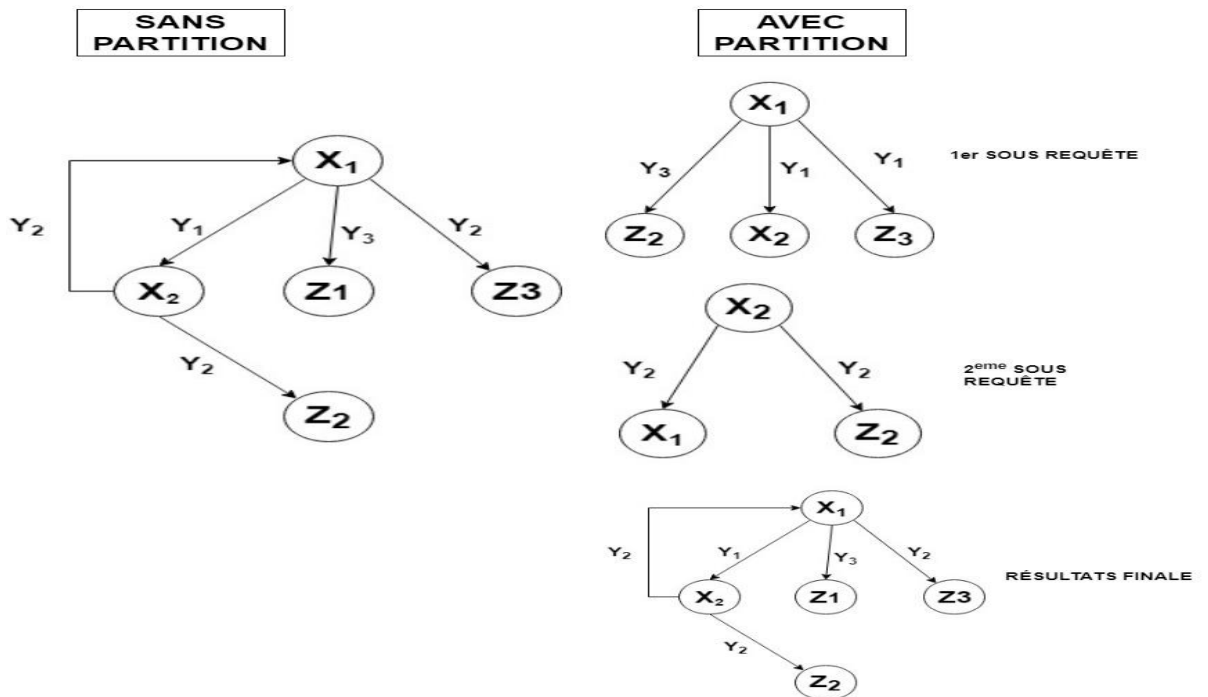 SANS
PARTITION
X₁
Y₂
Y₁
Y₃
Y₂
X₂
Z1
Z3
Y₂
Z₂
AVEC
PARTITION
X₁
Y₃
Y₁
Y₁
1er SOUS REQUÊTE
Z₂
X₂
Z₃
X₂
Y₂
Y₂
2eme SOUS
REQUÊTE
X₁
Z₂
X₁
Y₂
Y₁
Y₃
Y₂
X₂
Z1
Z3
RÉSULTATS FINALE
Y₂
Z₂